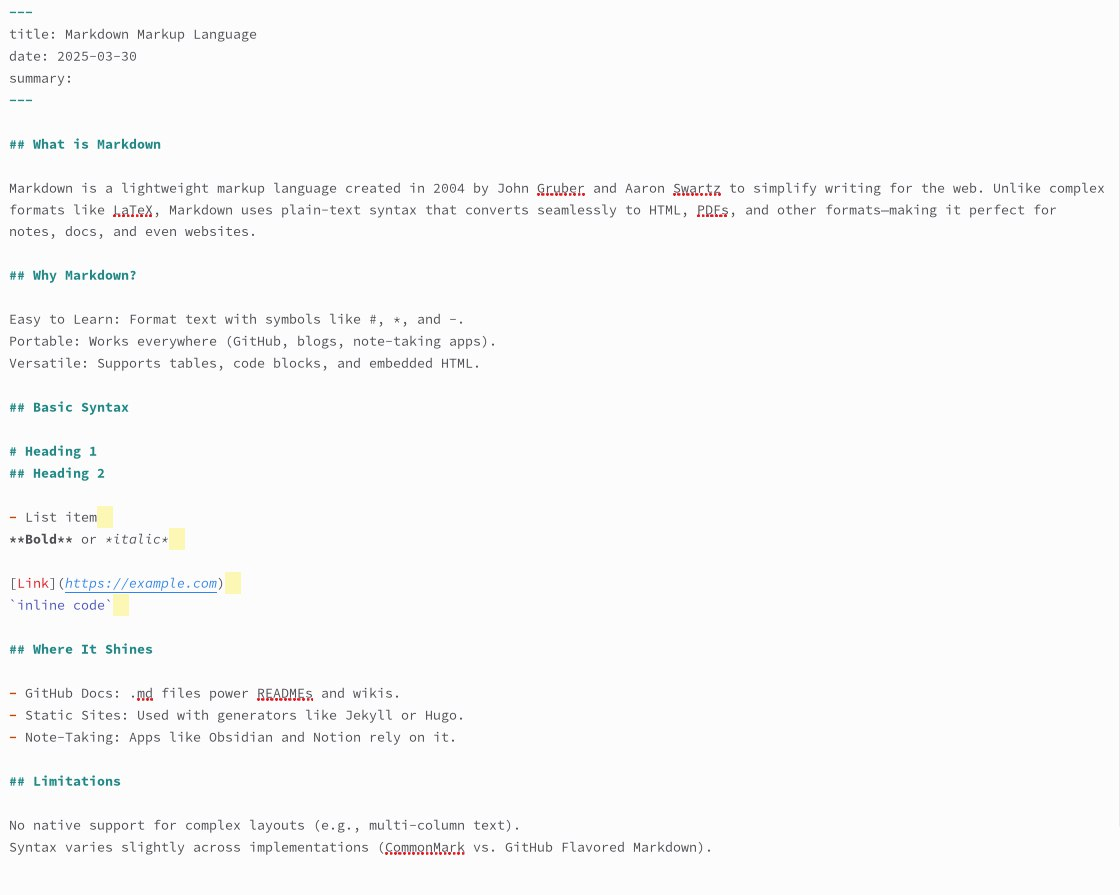 ---
title: Markdown Markup Language
date: 2025-03-30
summary:
---
## What is Markdown
Markdown is a lightweight markup language created in 2004 by John Gruber and Aaron Swartz to simplify writing for the web. Unlike complex
formats like LaTeX, Markdown uses plain-text syntax that converts seamlessly to HTML, PDFs, and other formats—making it perfect for
notes, docs, and even websites.
## Why Markdown?
Easy to Learn: Format text with symbols like #, *, and -.
Portable: Works everywhere (GitHub, blogs, note-taking apps).
Versatile: Supports tables, code blocks, and embedded HTML.
## Basic Syntax
# Heading 1
## Heading 2
- List item
**Bold** or *italic*
[Link](https://example.com)
`inline code`
## Where It Shines
- GitHub Docs: .md files power READMEs and wikis.
- Static Sites: Used with generators like Jekyll or Hugo.
- Note-Taking: Apps like Obsidian and Notion rely on it.
## Limitations
No native support for complex layouts (e.g., multi-column text).
Syntax varies slightly across implementations (CommonMark vs. GitHub Flavored Markdown).